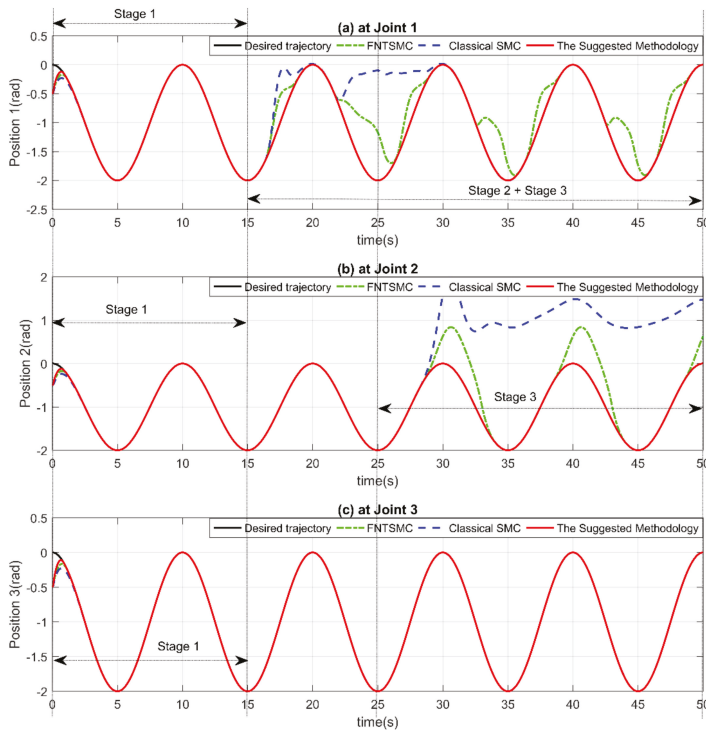 Stage 1
(a) at Joint 1
Desired trajectory FNTSMC Classical SMC The Suggested Methodology
0.5
0
-0.5
-1
-1.5
-2
-2.5
Position 1(rad)
Stage 2 + Stage 3
0 5 10 15 20 25 30 35 40 45 50
time(s)
(b) at Joint 2
Desired trajectory FNTSMC Classical SMC The Suggested Methodology
2
1
0
-1
-2
Position 2(rad)
Stage 1
Stage 3
0 5 10 15 20 25 30 35 40 45 50
time(s)
(c) at Joint 3
Desired trajectory FNTSMC Classical SMC The Suggested Methodology
0.5
0
-0.5
-1
-1.5
-2
Position 3(rad)
Stage 1
0 5 10 15 20 25 30 35 40 45 50
time(s)